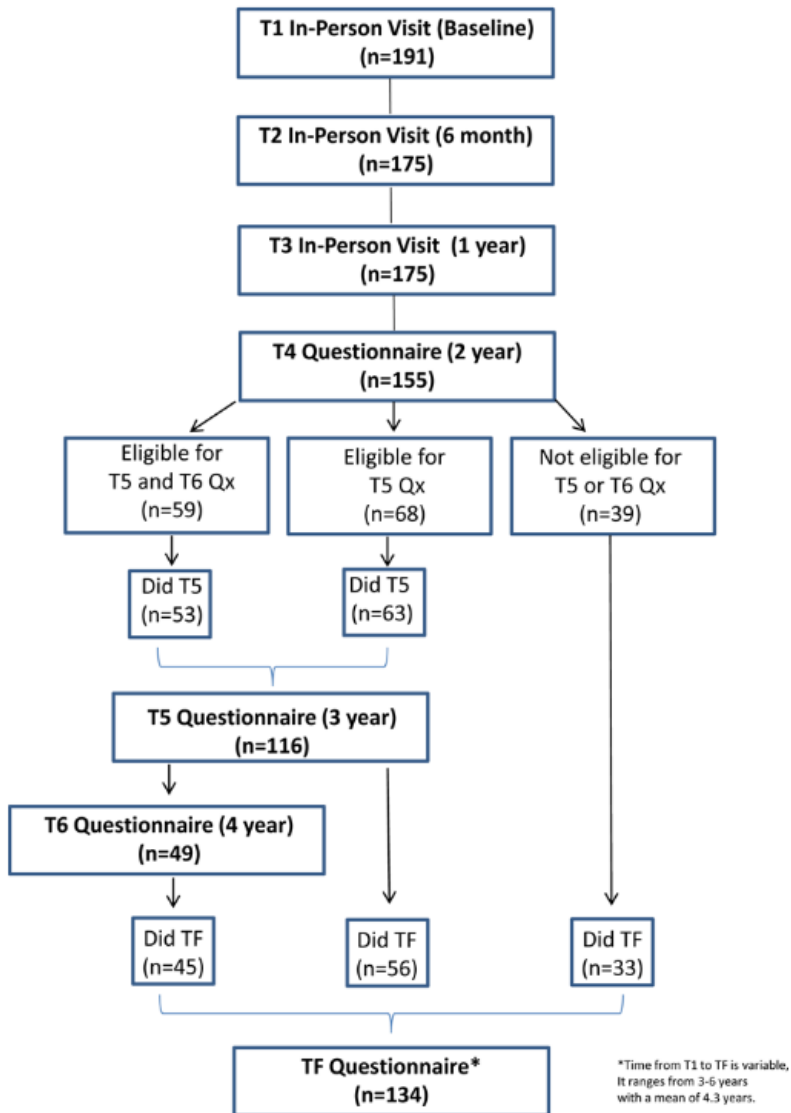 T1 In-Person Visit (Baseline)
(n=191)
T2 In-Person Visit (6 month)
(n=175)
T3 In-Person Visit  (1 year)
(n=175)
T4 Questionnaire (2 year)
(n=155)
Eligible for
T5 and T6 Qx
(n=59)
Eligible for
T5 Qx
(n=68)
Not eligible for
T5 or T6 Qx
(n=39)
Did T5
(n=53)
Did T5
(n=63)
T5 Questionnaire (3 year)
(n=116)
T6 Questionnaire (4 year)
(n=49)
Did TF
(n=45)
Did TF
(n=56)
Did TF
(n=33)
TF Questionnaire*
(n=134)
*Time from T1 to TF is variable,
It ranges from 3-6 years
with a mean of 4.3 years.